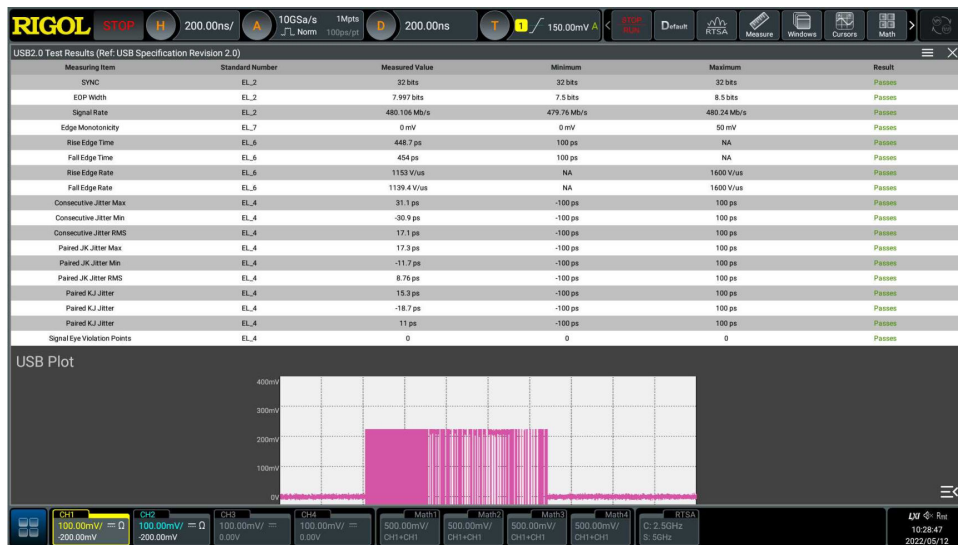 RIGOL STOP H 200.00ns/ A 10GSa/s 1Mpts Norm 100ps/pt D 200.00ns T 1 150.00mV A STOP RUN Default RTSA Measure Windows Cursors Math
USB2.0 Test Results (Ref: USB Specification Revision 2.0)
Measuring Item Standard Number Measured Value Minimum Maximum Result
SYNC EL_2 32 bits 32 bits 32 bits Passes
EOP Width EL_2 7.997 bits 7.5 bits 8.5 bits Passes
Signal Rate EL_2 480.106 Mb/s 479.76 Mb/s 480.24 Mb/s Passes
Edge Monotonicity EL_7 0 mV 0 mV 50 mV Passes
Rise Edge Time EL_6 448.7 ps 100 ps NA Passes
Fall Edge Time EL_6 454 ps 100 ps NA Passes
Rise Edge Rate EL_6 1153 V/us NA 1600 V/us Passes
Fall Edge Rate EL_6 1139.4 V/us NA 1600 V/us Passes
Consecutive Jitter Max EL_4 31.1 ps -100 ps 100 ps Passes
Consecutive Jitter Min EL_4 -30.9 ps -100 ps 100 ps Passes
Consecutive Jitter RMS EL_4 17.1 ps -100 ps 100 ps Passes
Paired JK Jitter Max EL_4 17.3 ps -100 ps 100 ps Passes
Paired JK Jitter Min EL_4 -11.7 ps -100 ps 100 ps Passes
Paired JK Jitter RMS EL_4 8.76 ps -100 ps 100 ps Passes
Paired KJ Jitter EL_4 15.3 ps -100 ps 100 ps Passes
Paired KJ Jitter EL_4 -18.7 ps -100 ps 100 ps Passes
Paired KJ Jitter EL_4 11 ps -100 ps 100 ps Passes
Signal Eye Violation Points EL_4 0 0 0 Passes
USB Plot
400mV
300mV
200mV
100mV
0V
CH1 CH2 CH3 CH4 Math1 Math2 Math3 Math4 RTSA
100.00mV/ Ω 100.00mV/ Ω 100.00mV/ 100.00mV/ 500.00mV/ 500.00mV/ 500.00mV/ 500.00mV/ C: 2.5GHz LXI Rmt
-200.00mV -200.00mV 0.00V 0.00V CH1+CH1 CH1+CH1 CH1+CH1 CH1+CH1 S: 5GHz 10:28:47
2022/05/12